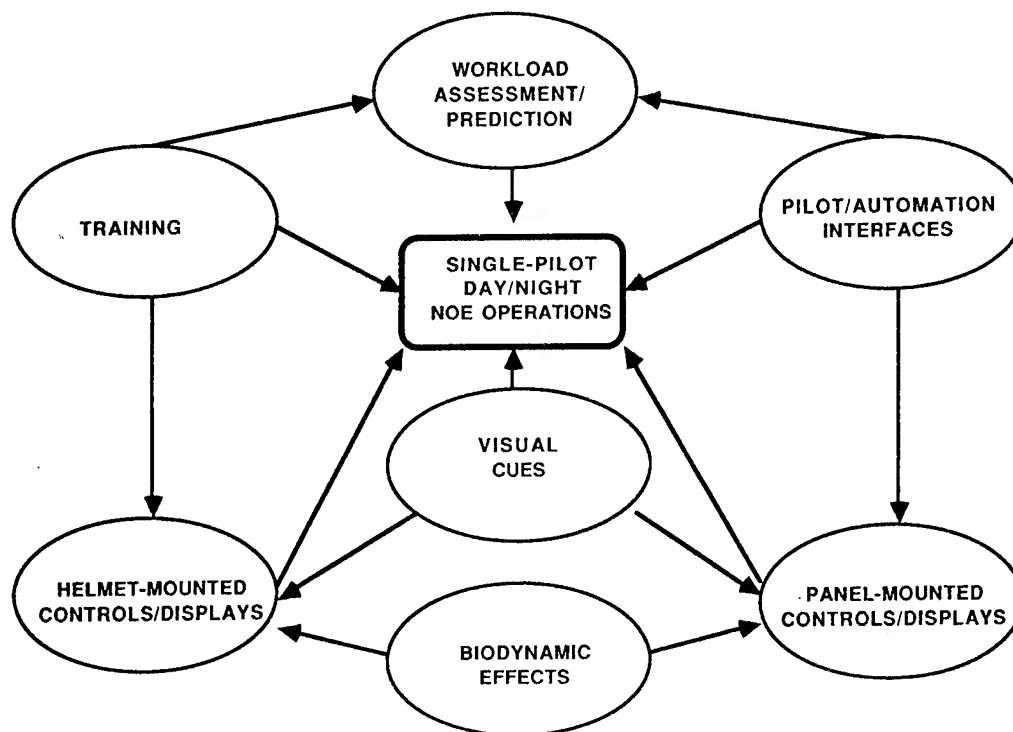 WORKLOAD
ASSESSMENT/
PREDICTION
TRAINING
PILOT/AUTOMATION
INTERFACES
SINGLE-PILOT
DAY/NIGHT
NOE OPERATIONS
VISUAL
CUES
HELMET-MOUNTED
CONTROLS/DISPLAYS
PANEL-MOUNTED
CONTROLS/DISPLAYS
BIODYNAMIC
EFFECTS